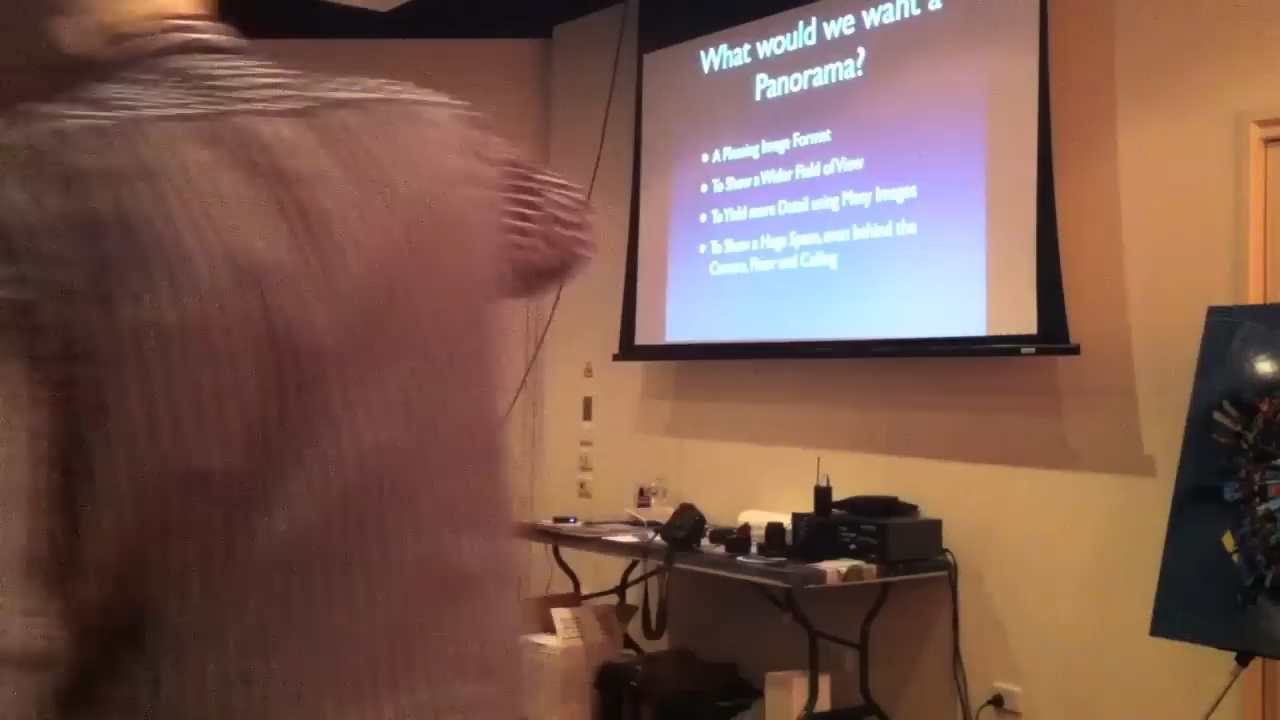 What would we want a
Panorama?
• A Pleasing Image Format
• To Show a Wider Field of View
• To Yield more Detail using Many Images
• To Show a Huge Space, even behind the
Camera, Floor and Ceiling